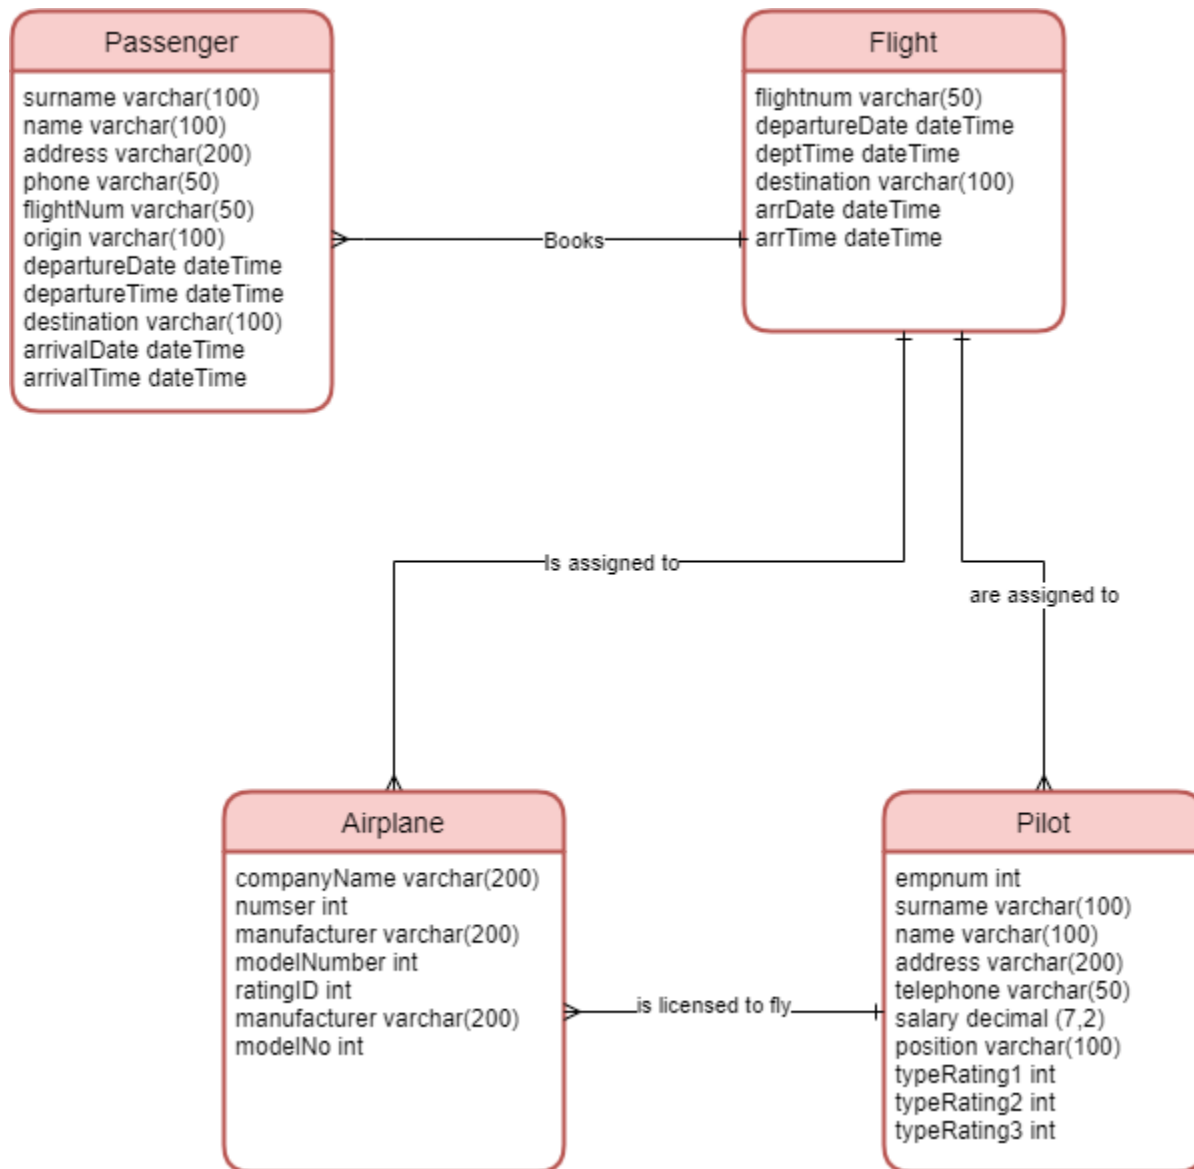 Passenger
surname varchar(100)
name varchar(100)
address varchar(200)
phone varchar(50)
flightNum varchar(50)
origin varchar(100)
departureDate dateTime
departureTime dateTime
destination varchar(100)
arrivalDate dateTime
arrivalTime dateTime
Books
Flight
flightnum varchar(50)
departureDate dateTime
deptTime dateTime
destination varchar(100)
arrDate dateTime
arrTime dateTime
Is assigned to
are assigned to
Airplane
companyName varchar(200)
numser int
manufacturer varchar(200)
modelNumber int
ratingID int
manufacturer varchar(200)
modelNo int
is licensed to fly
Pilot
empnum int
surname varchar(100)
name varchar(100)
address varchar(200)
telephone varchar(50)
salary decimal (7,2)
position varchar(100)
typeRating1 int
typeRating2 int
typeRating3 int